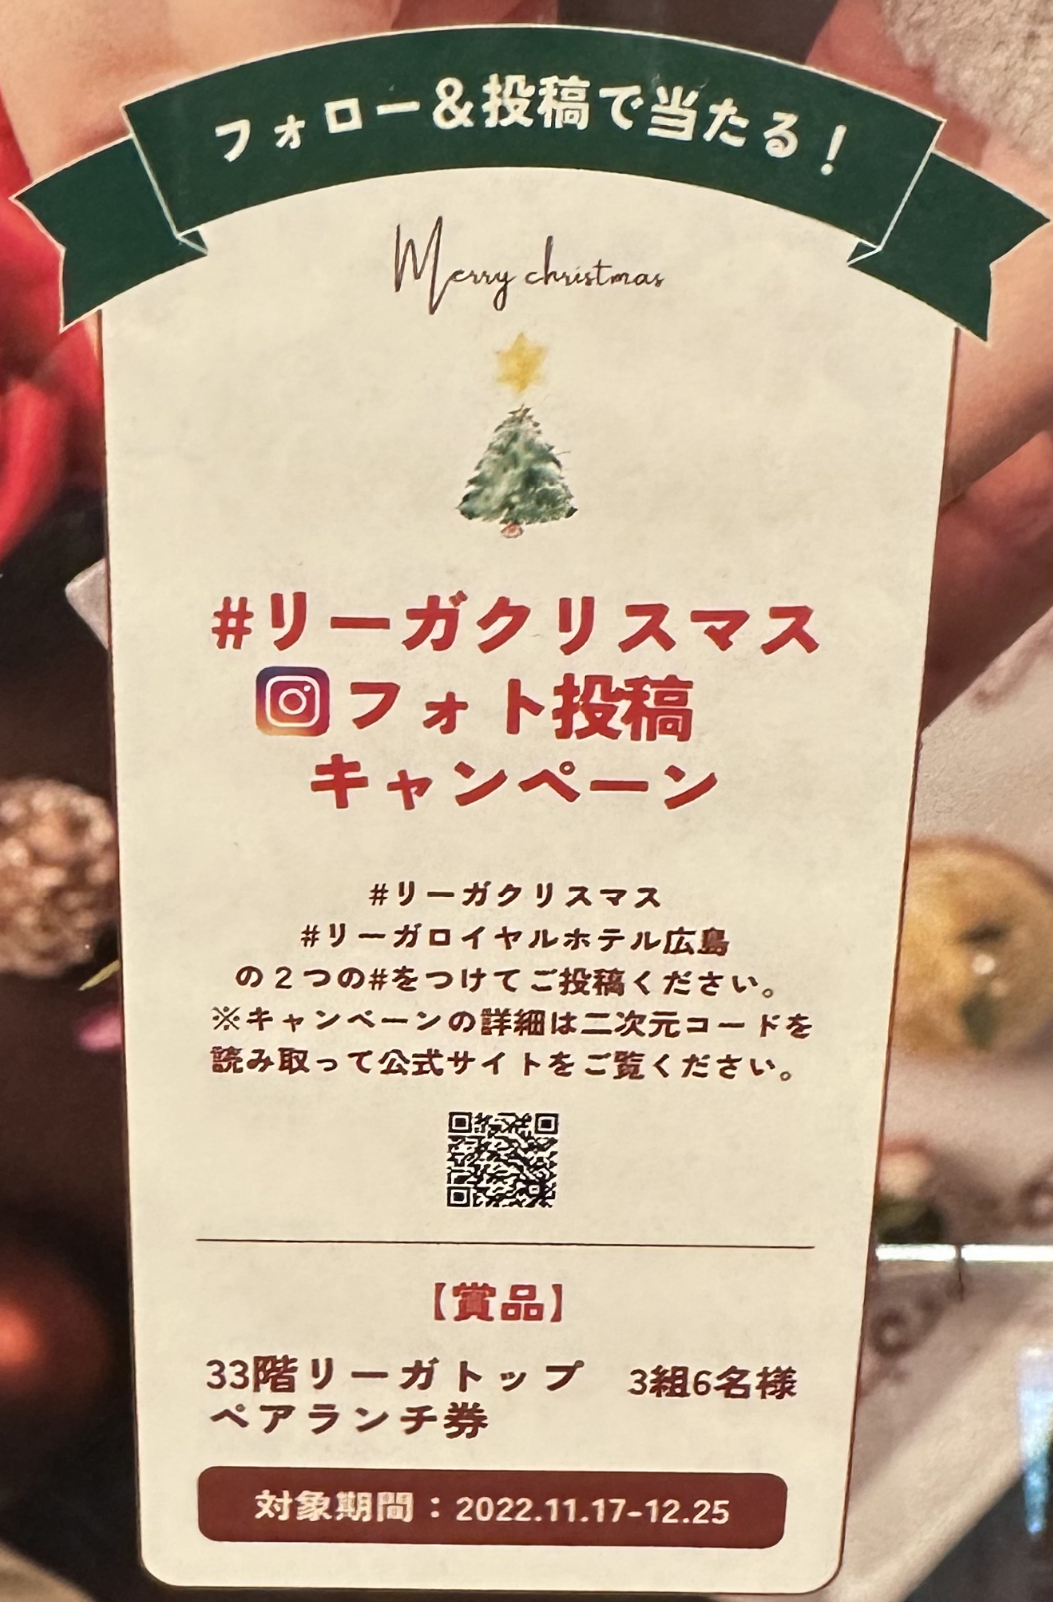 フォロー&投稿で当たる!
Merry christmas
#リーガクリスマス
フォト投稿
キャンペーン
#リーガクリスマス
#リーガロイヤルホテル広島
の2つの#をつけてご投稿ください。
※キャンペーンの詳細は二次元コードを
読み取って公式サイトをご覧ください。
【賞品】
33階リーガトップ 3組6名様
ペアランチ券
対象期間:2022.11.17-12.25